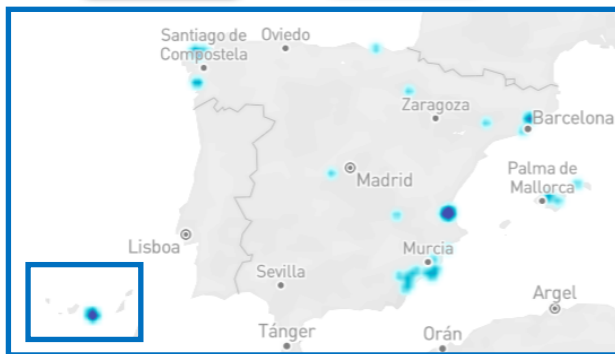 Santiago de
Compostela
Oviedo
Zaragoza
Barcelona
Madrid
Palma de
Mallorca
Lisboa
Murcia
Sevilla
Argel
Tánger
Orán